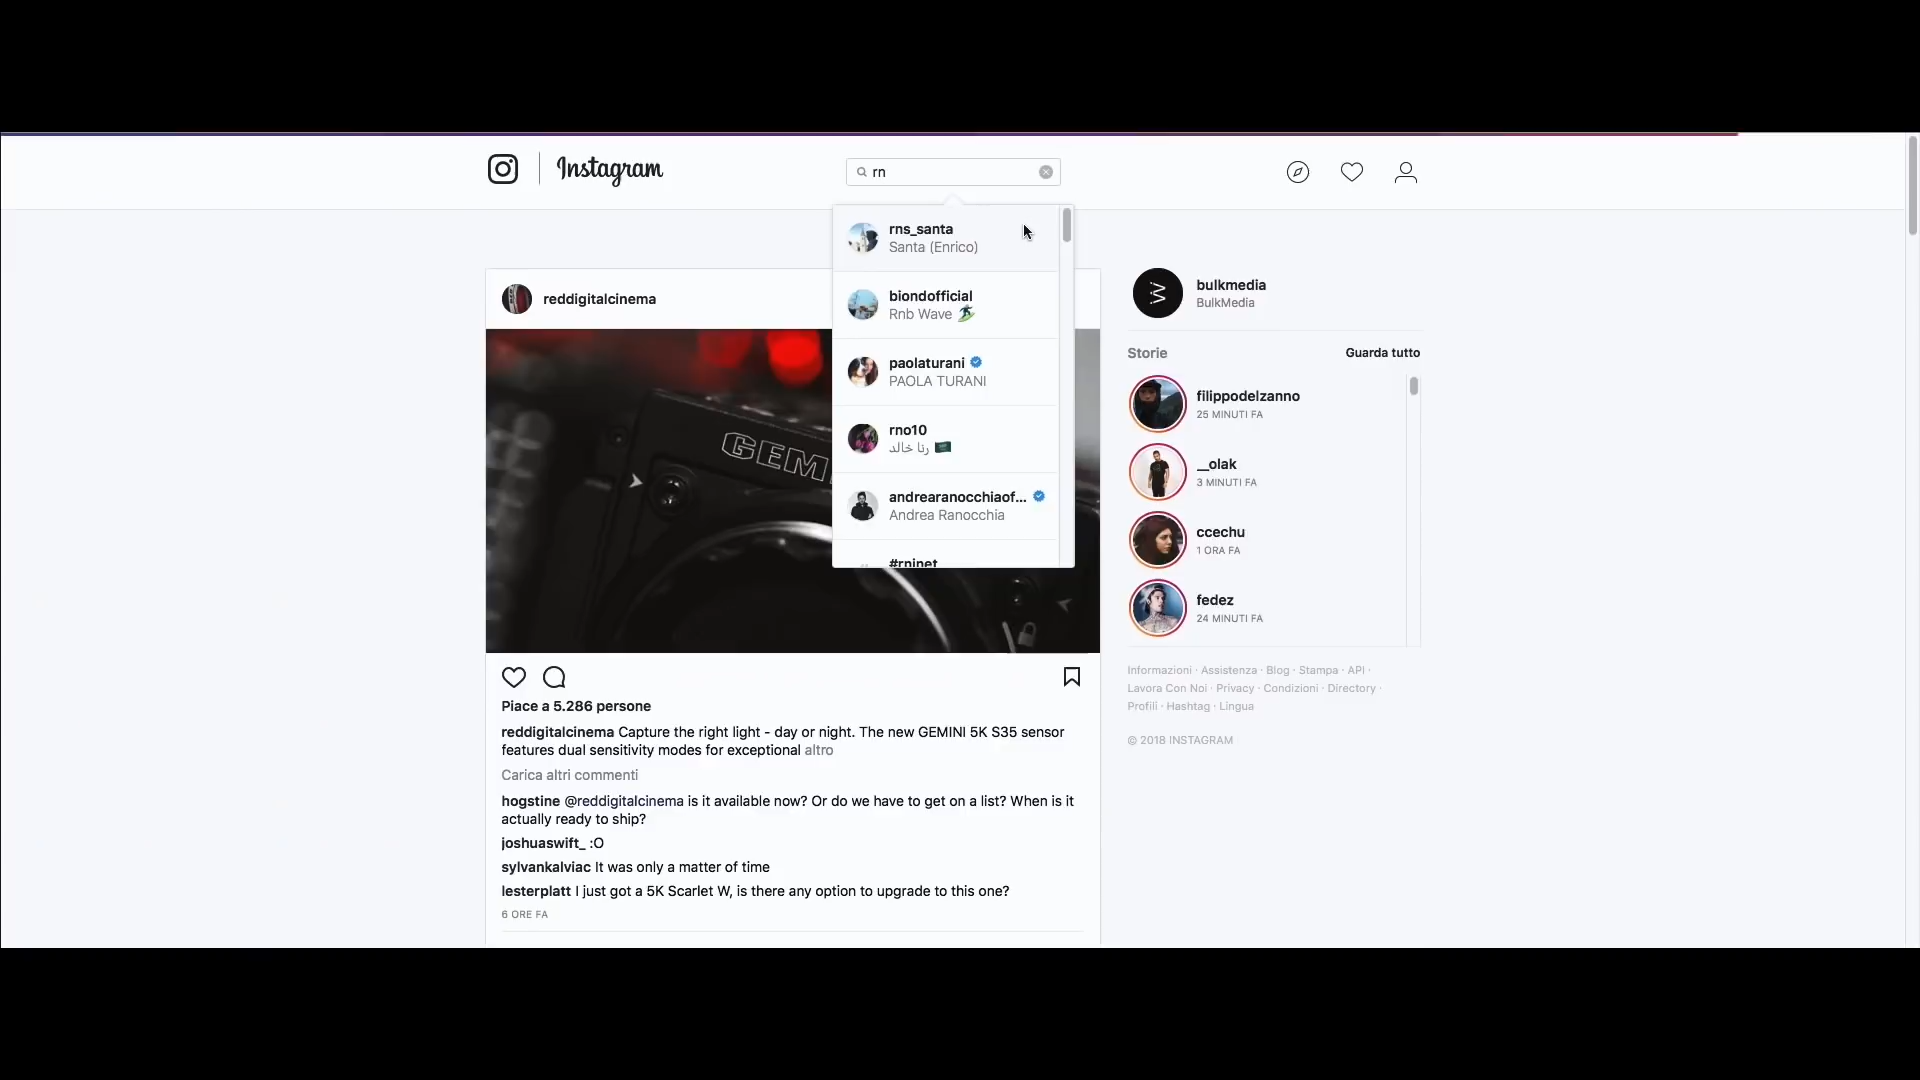 Instagram
rn
rns_santa
Santa (Enrico)
biondofficial
Rnb Wave 🏄
paolaturani
PAOLA TURANI
rno10
رنا خالد 🇸🇦
andrearanocchiaof...
Andrea Ranocchia
#rninet
reddigitalcinema
GEMI
Piace a 5.286 persone
reddigitalcinema Capture the right light - day or night. The new GEMINI 5K S35 sensor
features dual sensitivity modes for exceptional altro
Carica altri commenti
hogstine @reddigitalcinema is it available now? Or do we have to get on a list? When is it
actually ready to ship?
joshuaswift_ :O
sylvankalviac It was only a matter of time
lesterplatt I just got a 5K Scarlet W, is there any option to upgrade to this one?
6 ORE FA
bulkmedia
BulkMedia
Storie Guarda tutto
filippodelzanno
25 MINUTI FA
__olak
3 MINUTI FA
ccechu
1 ORA FA
fedez
24 MINUTI FA
Informazioni · Assistenza · Blog · Stampa · API ·
Lavora Con Noi · Privacy · Condizioni · Directory ·
Profili · Hashtag · Lingua
© 2018 INSTAGRAM